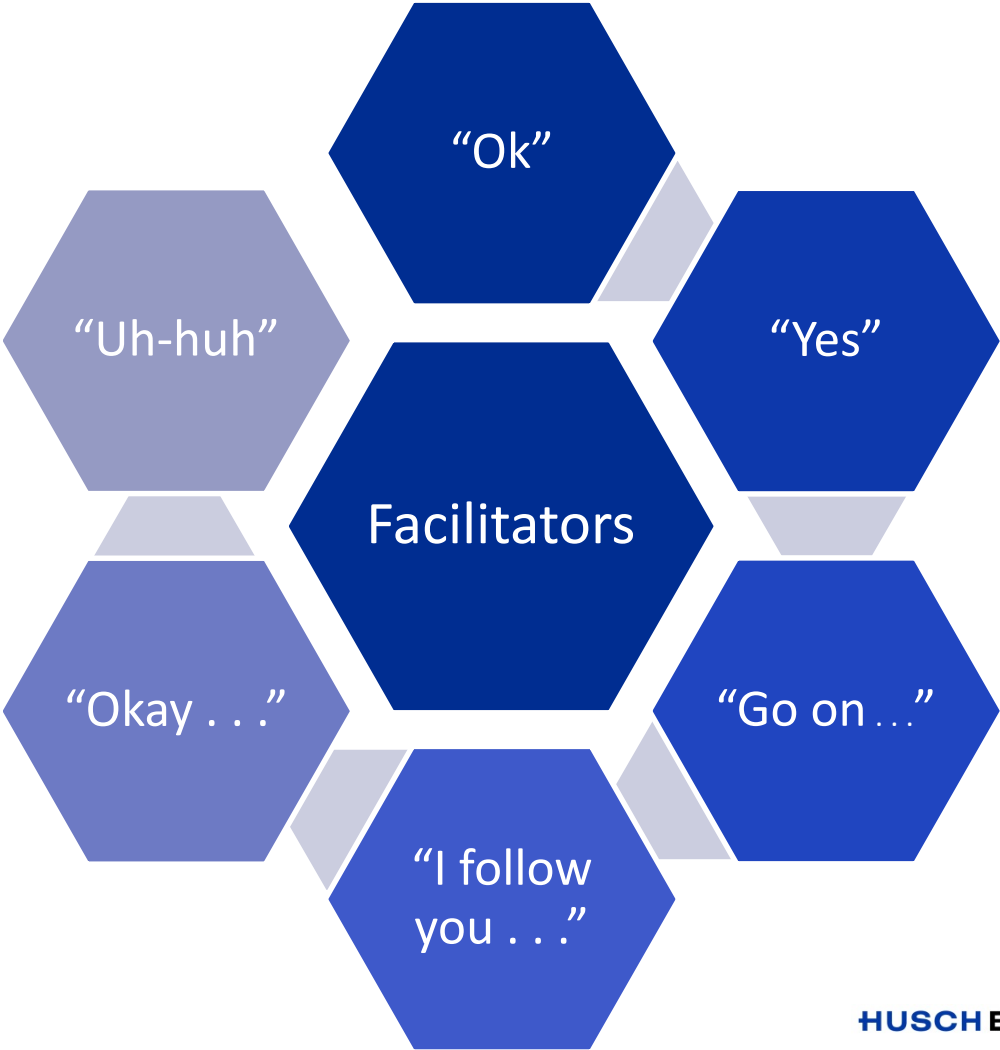 “Ok”
“Yes”
“Go on . . .”
“I follow
you . . .”
“Okay . . .”
“Uh-huh”
Facilitators
HUSCH